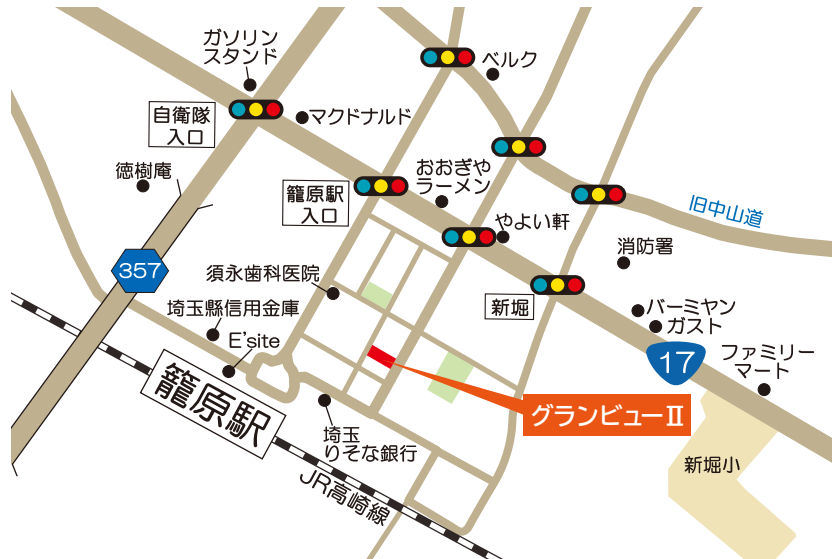 ガソリン
スタンド
ベルク
自衛隊
入口
マクドナルド
徳樹庵
おおぎや
ラーメン
籠原駅
入口
旧中山道
やよい軒
消防署
357
須永歯科医院
新堀
埼玉縣信用金庫
バーミヤン
ガスト
E'site
17
ファミリー
マート
籠原駅
グランビューⅡ
埼玉
りそな銀行
新堀小
JR高崎線